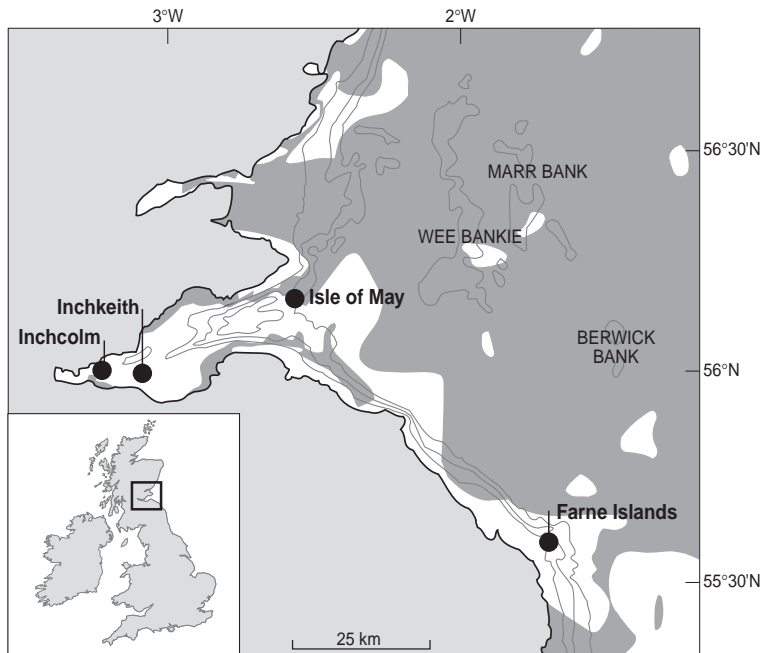 3°W
2°W
56°30'N
MARR BANK
WEE BANKIE
Inchkeith
Isle of May
Inchcolm
BERWICK
BANK
56°N
Farne Islands
55°30'N
25 km